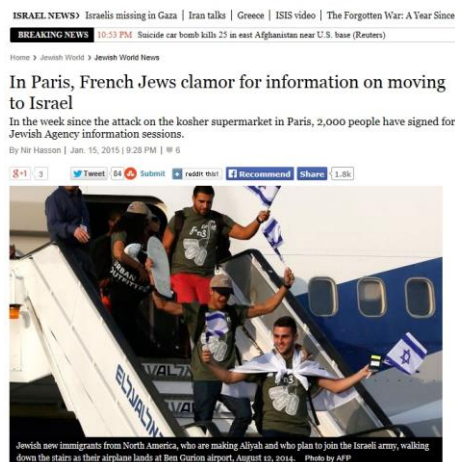 ISRAEL NEWS > Israelis missing in Gaza | Iran talks | Greece | ISIS video | The Forgotten War: A Year Since
BREAKING NEWS 10:53 PM Suicide car bomb kills 25 in east Afghanistan near U.S. base (Reuters)
Home > Jewish World > Jewish World News
In Paris, French Jews clamor for information on moving
to Israel
In the week since the attack on the kosher supermarket in Paris, 2,000 people have signed for
Jewish Agency information sessions.
By Nir Hasson | Jan. 15, 2015 | 9:28 PM | 6
g+1 3 Tweet 84 Submit reddit this! Recommend Share 1.8k
URBAN
OUTFITTERS
EL AL
Jewish new immigrants from North America, who are making Aliyah and who plan to join the Israeli army, walking
down the stairs as their airplane lands at Ben Gurion airport, August 12, 2014. Photo by AFP